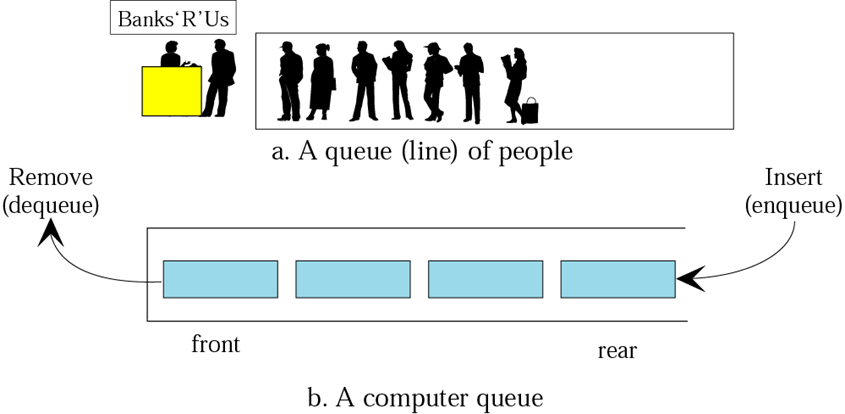 Banks‘R’Us
a. A queue (line) of people
Remove
(dequeue)
Insert
(enqueue)
front
rear
b. A computer queue